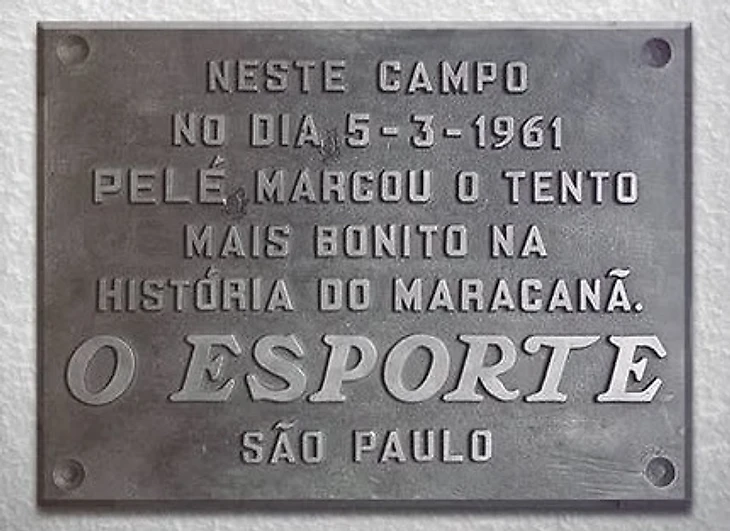 NESTE CAMPO
NO DIA 5-3-1961
PELÉ MARCOU O TENTO
MAIS BONITO NA
HISTÓRIA DO MARACANÃ.
O ESPORTE
SÃO PAULO